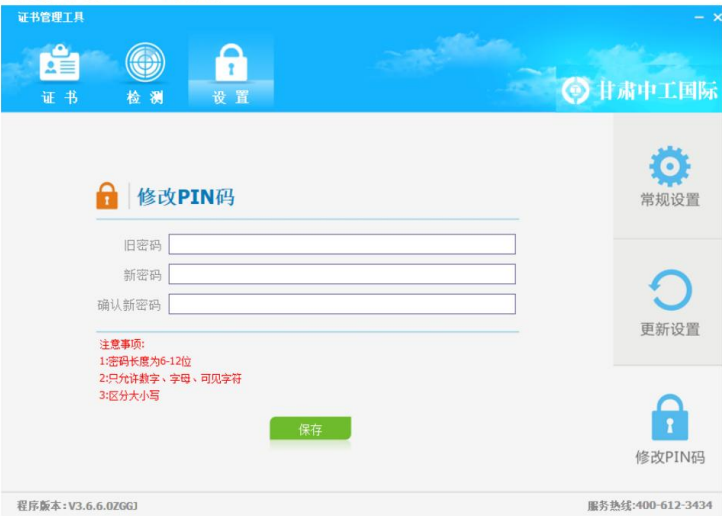 证书管理工具
证 书
检 测
设 置
甘肃中工国际
修改PIN码
旧密码
新密码
确认新密码
注意事项:
1:密码长度为6-12位
2:只允许数字、字母、可见字符
3:区分大小写
保存
常规设置
更新设置
修改PIN码
程序版本:V3.6.6.0ZGGJ
服务热线:400-612-3434